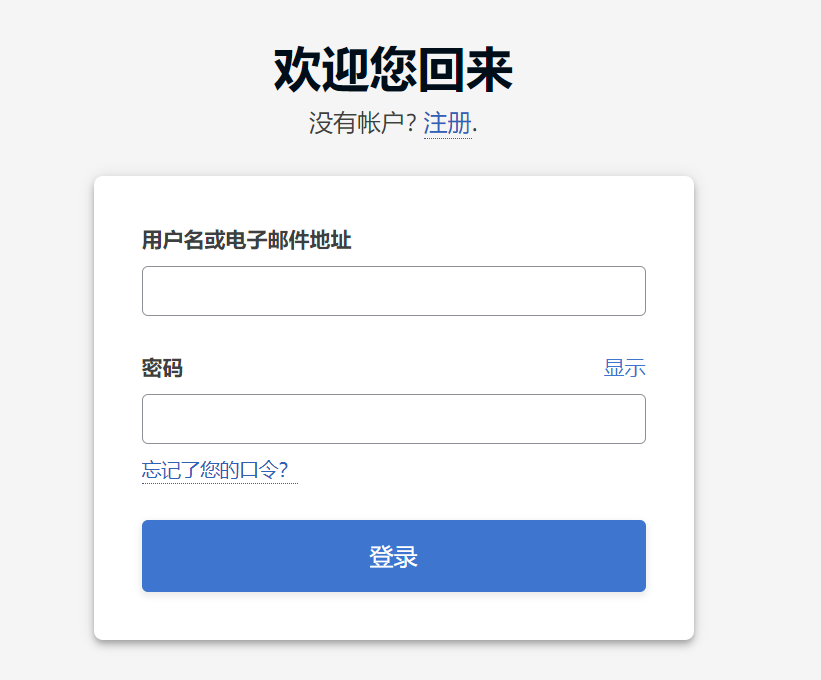 欢迎您回来
没有帐户? 注册.
用户名或电子邮件地址
密码 显示
忘记了您的口令?
登录